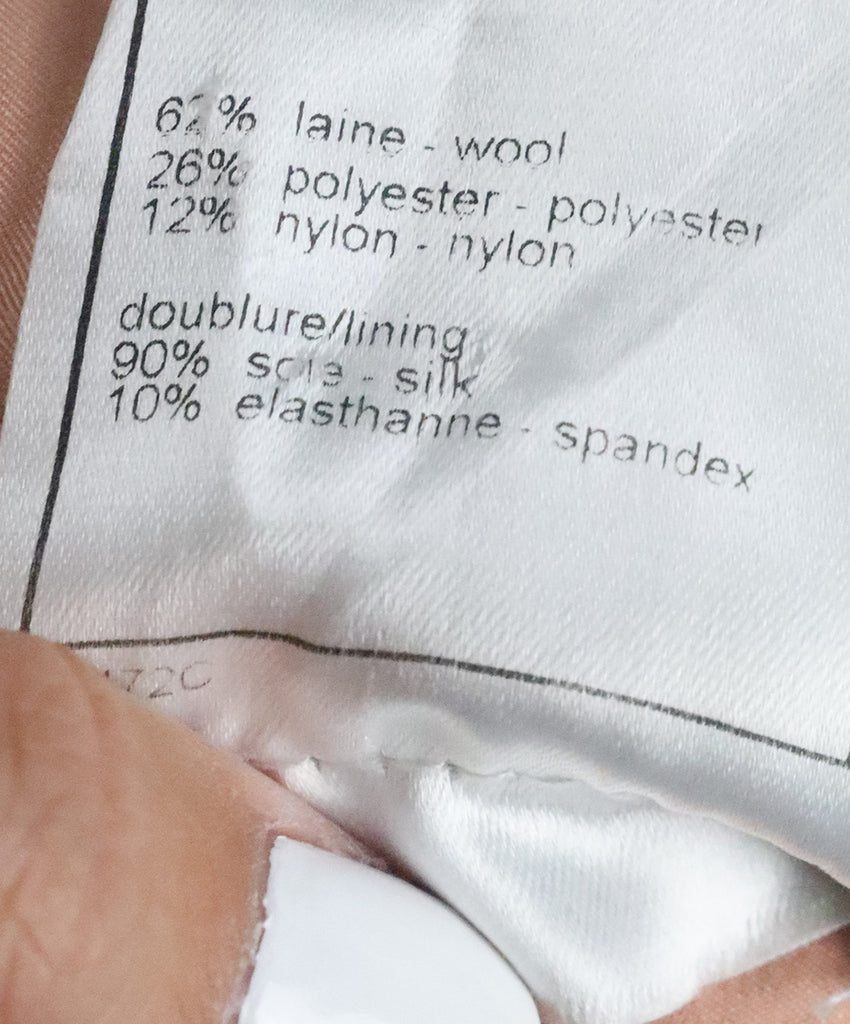 62% laine - wool
26% polyester - polyester
12% nylon - nylon
doublure/lining
90% soie - silk
10% elasthanne - spandex